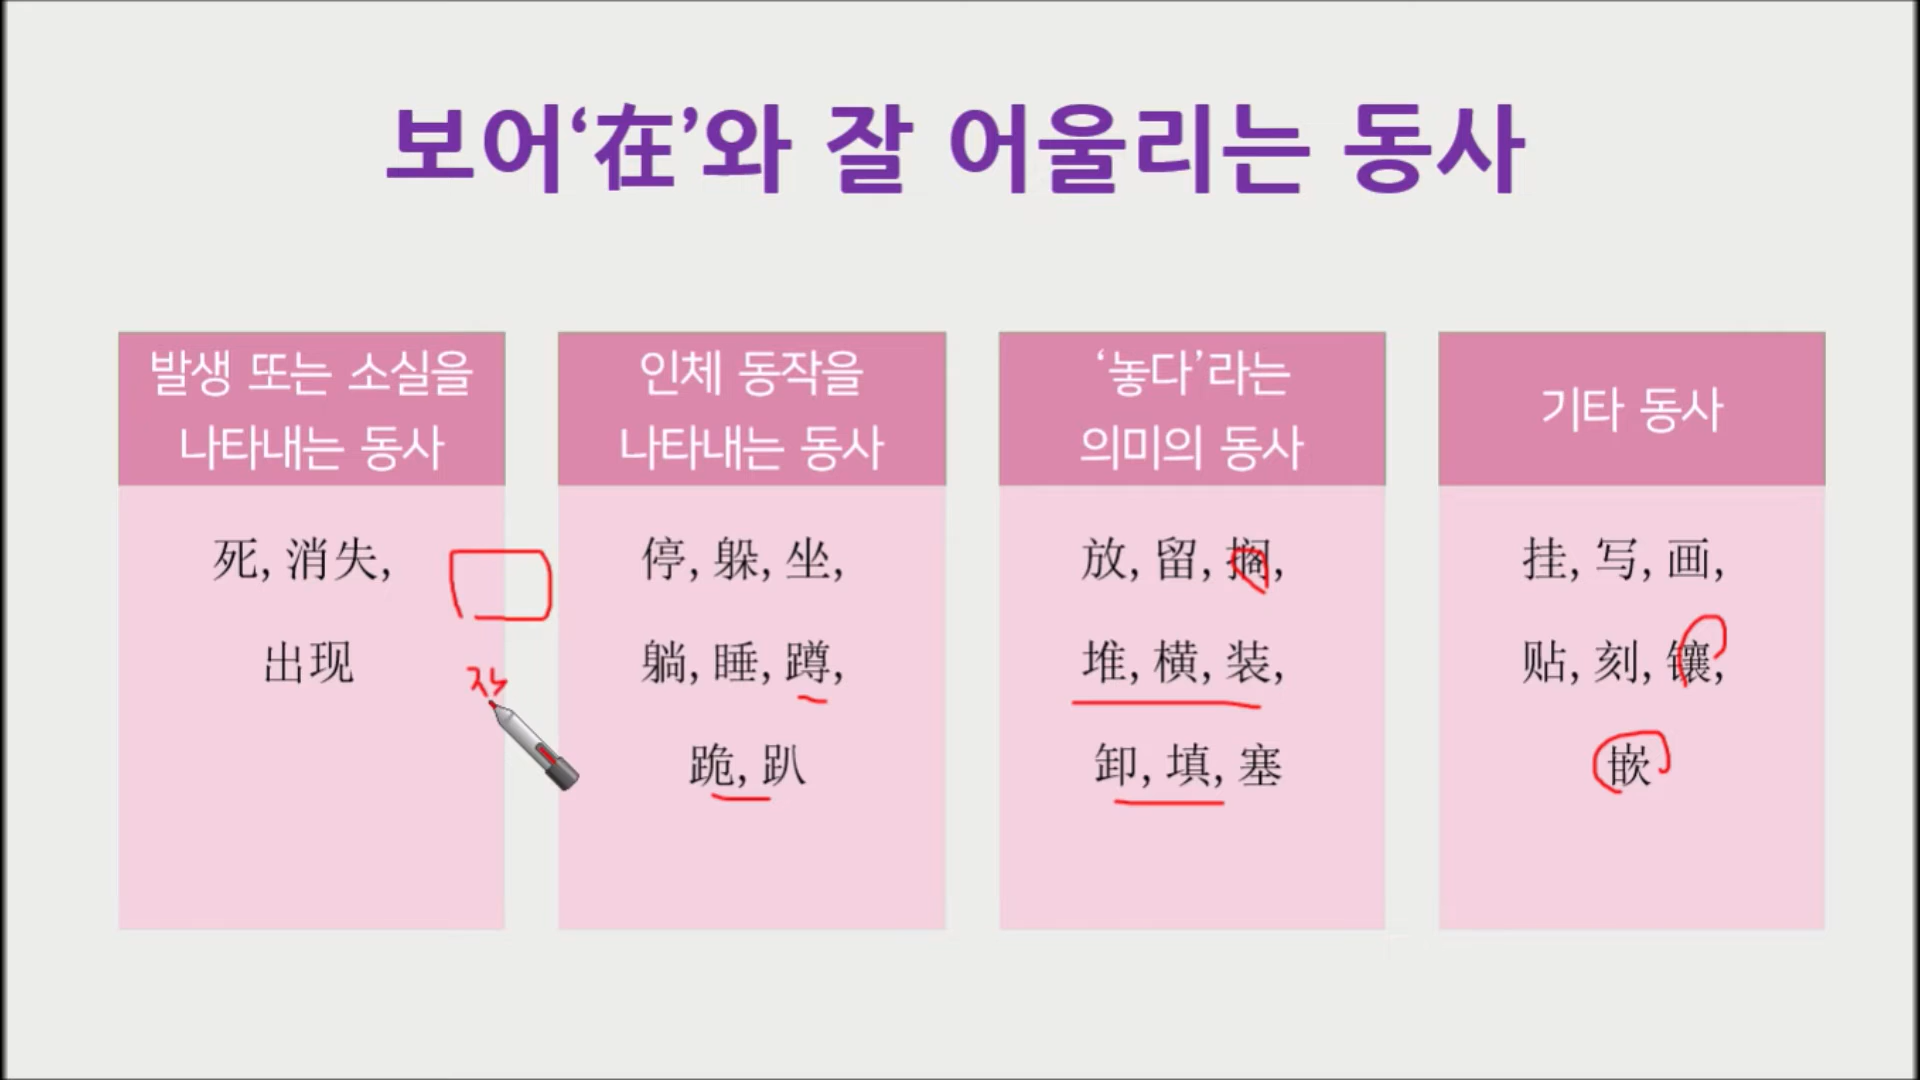 보어‘在’와 잘 어울리는 동사
발생 또는 소실을
나타내는 동사
死, 消失,
出现
인체 동작을
나타내는 동사
停, 躲, 坐,
躺, 睡, 蹲,
跪, 趴
‘놓다’라는
의미의 동사
放, 留, 搁,
堆, 横, 装,
卸, 填, 塞
기타 동사
挂, 写, 画,
贴, 刻, 镶,
嵌